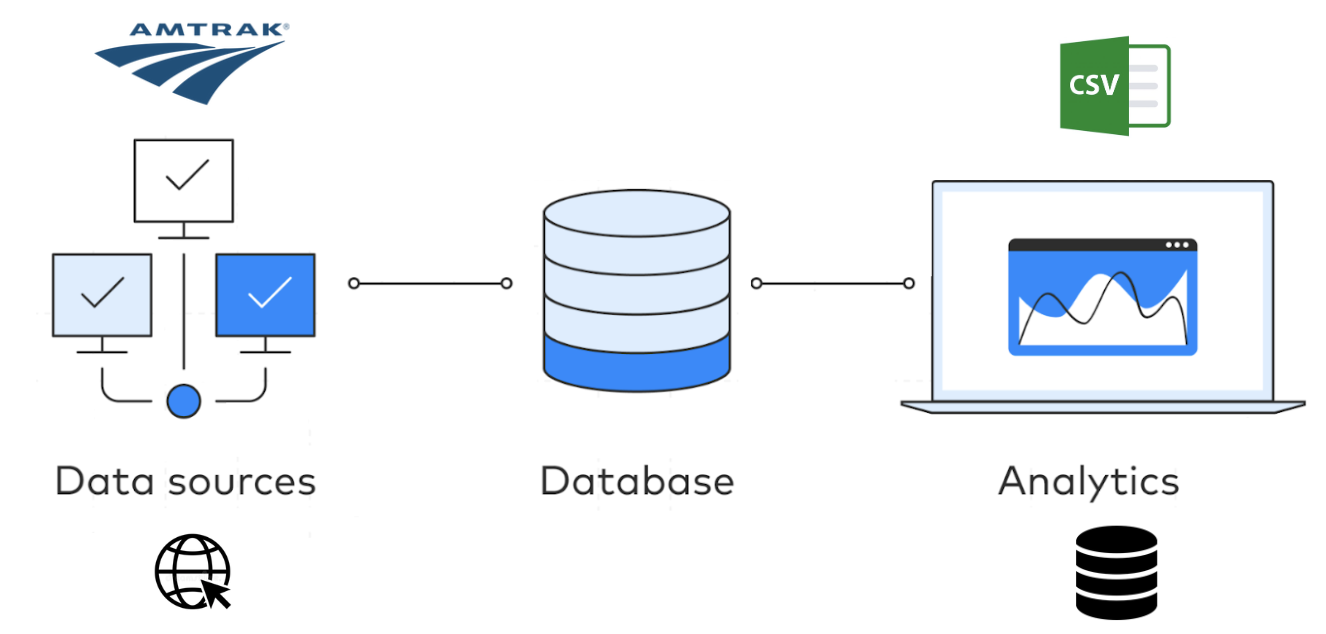 AMTRAK®
CSV
Data sources
Database
Analytics